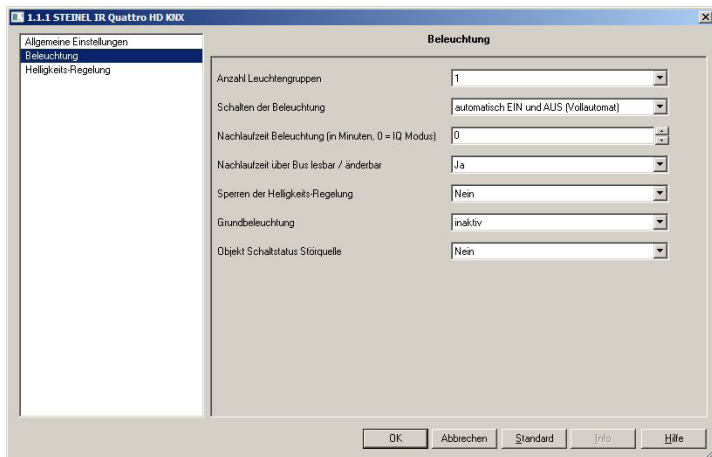 1.1.1 STEINEL IR Quattro HD KNX
Allgemeine Einstellungen
Beleuchtung
Helligkeits-Regelung
Beleuchtung
Anzahl Leuchtengruppen 1
Schalten der Beleuchtung automatisch EIN und AUS (Vollautomat)
Nachlaufzeit Beleuchtung (in Minuten, 0 = IQ Modus) 0
Nachlaufzeit über Bus lesbar / änderbar Ja
Sperren der Helligkeits-Regelung Nein
Grundbeleuchtung inaktiv
Objekt Schaltstatus Störquelle Nein
OK Abbrechen Standard Info Hilfe